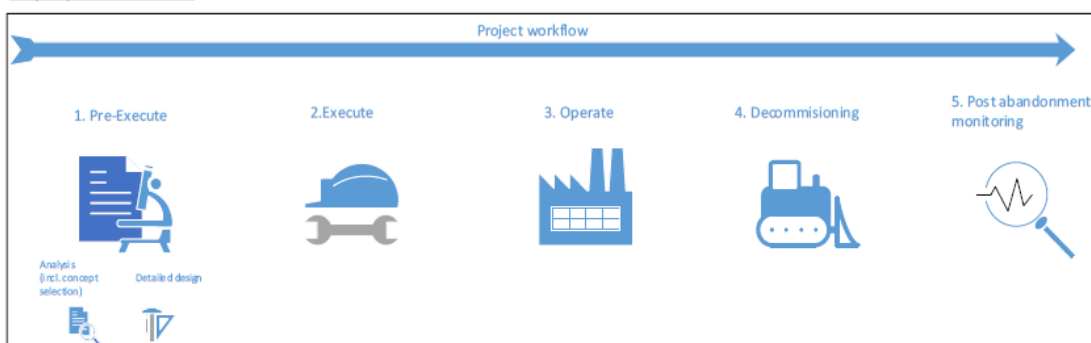 Project workflow
1. Pre-Execute
2.Execute
3. Operate
4. Decommisioning
5. Post abandonment
monitoring
Analysis
(incl. concept
selection)
Detailed design